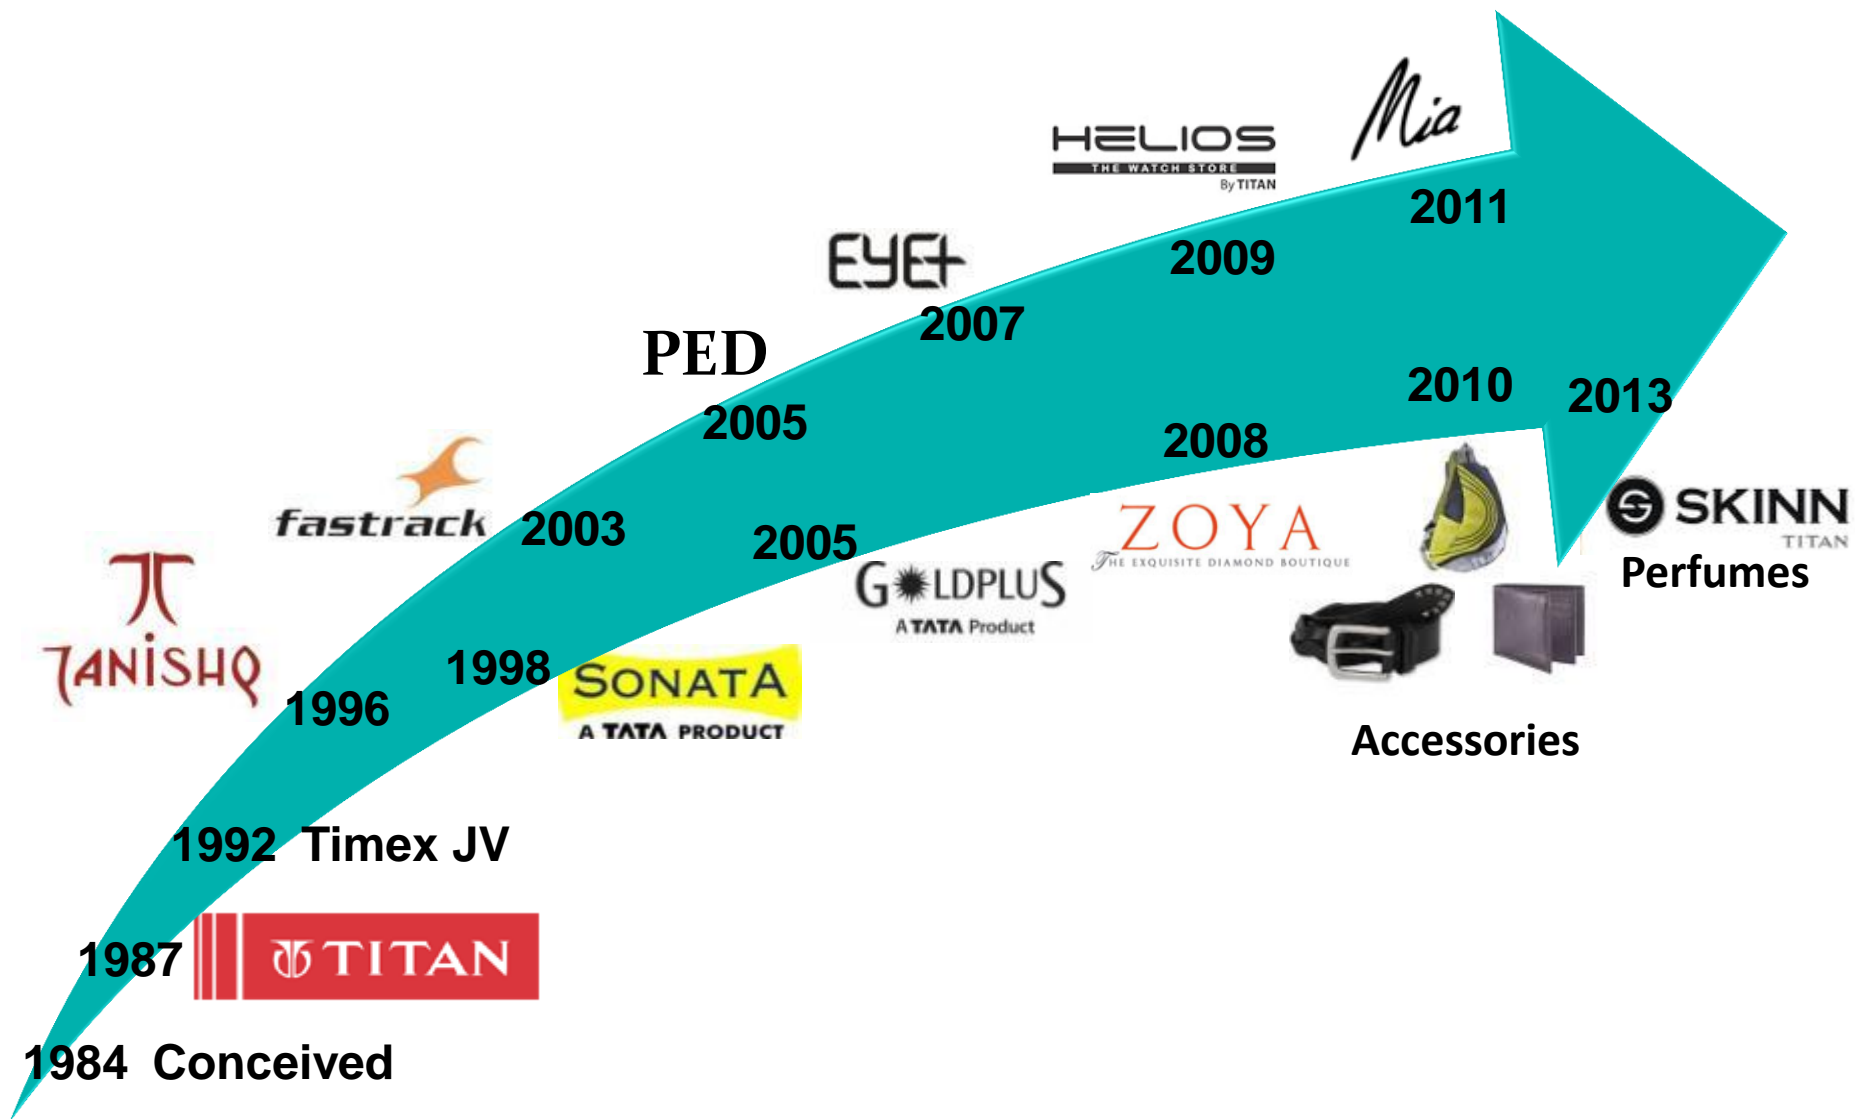 Mia
HELIOS
THE WATCH STORE
By TITAN
2011
2009
EYE+
2007
PED
2005
2010
2013
2008
fastrack
2003
2005
ZOYA
THE EXQUISITE DIAMOND BOUTIQUE
SKINN
TITAN
Perfumes
GOLDPLUS
A TATA Product
TANISHQ
1996
1998
SONATA
A TATA PRODUCT
Accessories
1992 Timex JV
1987
TITAN
1984 Conceived